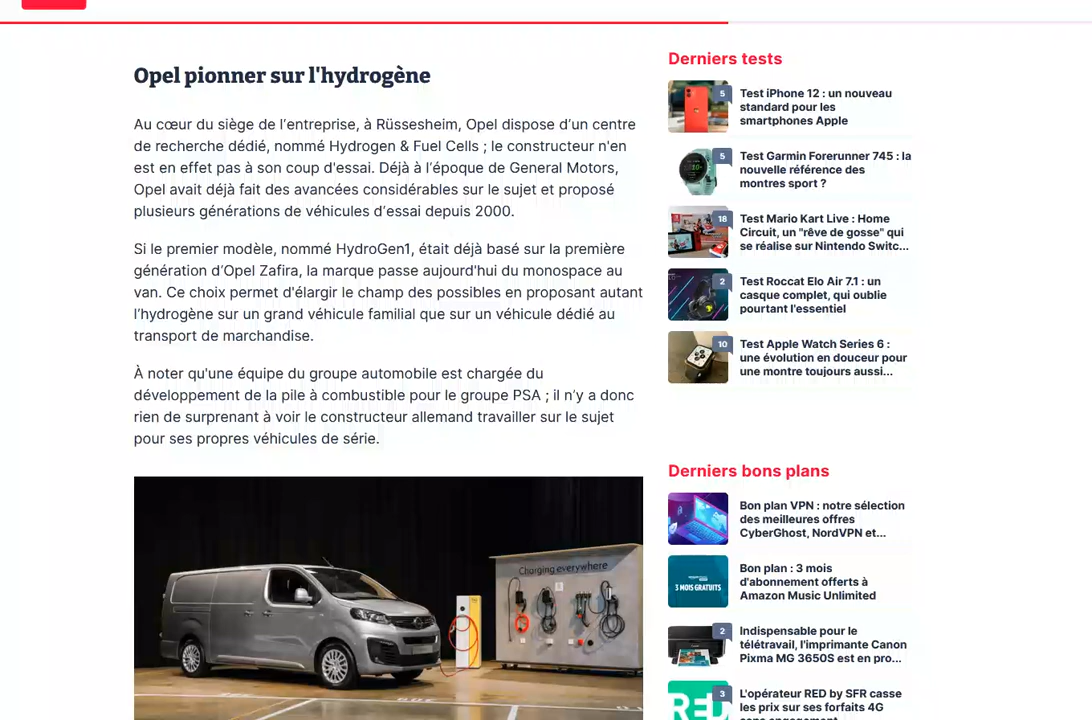 Opel pionner sur l'hydrogène
Au cœur du siège de l'entreprise, à Rüssesheim, Opel dispose d'un centre
de recherche dédié, nommé Hydrogen & Fuel Cells ; le constructeur n'en
est en effet pas à son coup d'essai. Déjà à l'époque de General Motors,
Opel avait déjà fait des avancées considérables sur le sujet et proposé
plusieurs générations de véhicules d'essai depuis 2000.
Si le premier modèle, nommé HydroGen1, était déjà basé sur la première
génération d'Opel Zafira, la marque passe aujourd'hui du monospace au
van. Ce choix permet d'élargir le champ des possibles en proposant autant
l'hydrogène sur un grand véhicule familial que sur un véhicule dédié au
transport de marchandise.
À noter qu'une équipe du groupe automobile est chargée du
développement de la pile à combustible pour le groupe PSA ; il n'y a donc
rien de surprenant à voir le constructeur allemand travailler sur le sujet
pour ses propres véhicules de série.
Charging everywhere
Derniers tests
5
Test iPhone 12 : un nouveau
standard pour les
smartphones Apple
5
Test Garmin Forerunner 745 : la
nouvelle référence des
montres sport ?
18
Test Mario Kart Live : Home
Circuit, un "rêve de gosse" qui
se réalise sur Nintendo Switc...
2
Test Roccat Elo Air 7.1 : un
casque complet, qui oublie
pourtant l'essentiel
10
Test Apple Watch Series 6 :
une évolution en douceur pour
une montre toujours aussi...
Derniers bons plans
Bon plan VPN : notre sélection
des meilleures offres
CyberGhost, NordVPN et...
3 MOIS GRATUITS
Bon plan : 3 mois
d'abonnement offerts à
Amazon Music Unlimited
2
Indispensable pour le
télétravail, l'imprimante Canon
Pixma MG 3650S est en pro...
RED
3
L'opérateur RED by SFR casse
les prix sur ses forfaits 4G
sans engagement